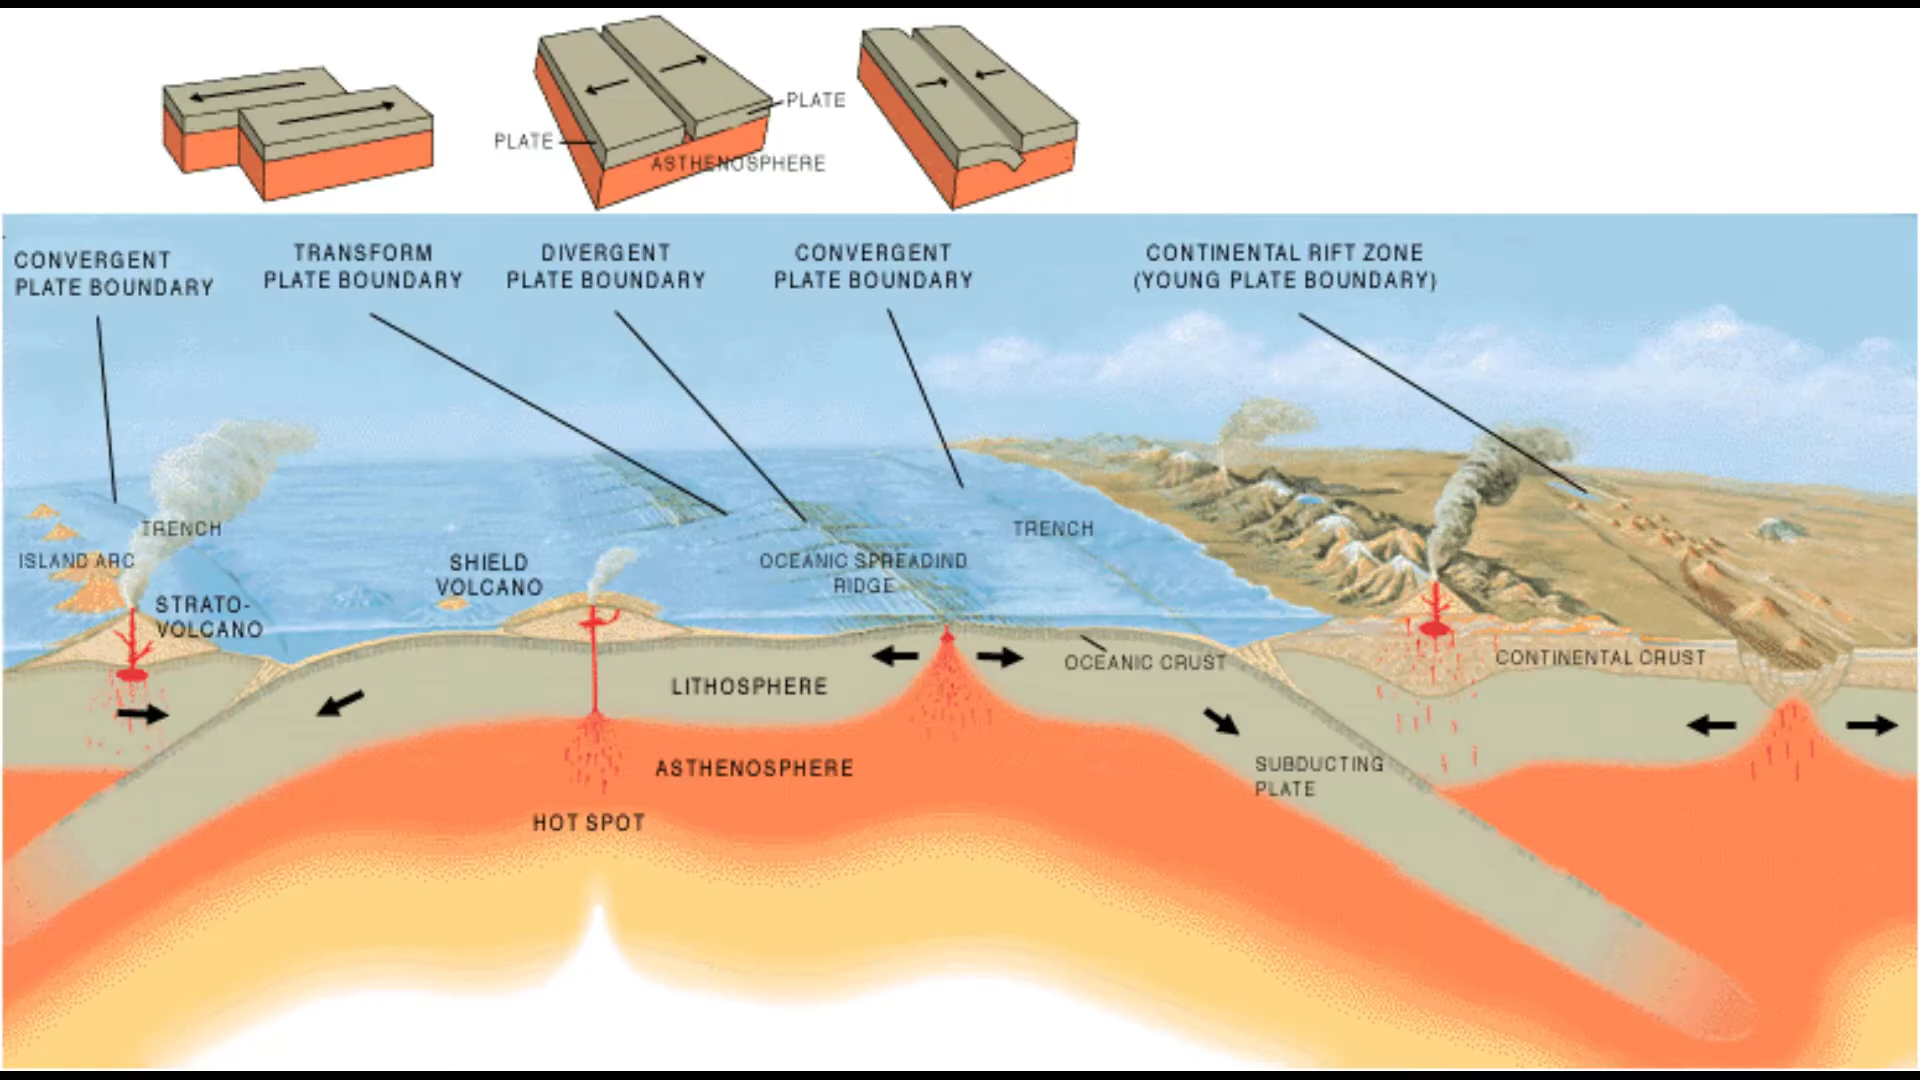 PLATE
PLATE
ASTHENOSPHERE
CONVERGENT
PLATE BOUNDARY
TRANSFORM
PLATE BOUNDARY
DIVERGENT
PLATE BOUNDARY
CONVERGENT
PLATE BOUNDARY
CONTINENTAL RIFT ZONE
(YOUNG PLATE BOUNDARY)
TRENCH
ISLAND ARC
STRATO-
VOLCANO
SHIELD
VOLCANO
OCEANIC SPREADIND
RIDGE
TRENCH
OCEANIC CRUST
CONTINENTAL CRUST
LITHOSPHERE
ASTHENOSPHERE
SUBDUCTING
PLATE
HOT SPOT